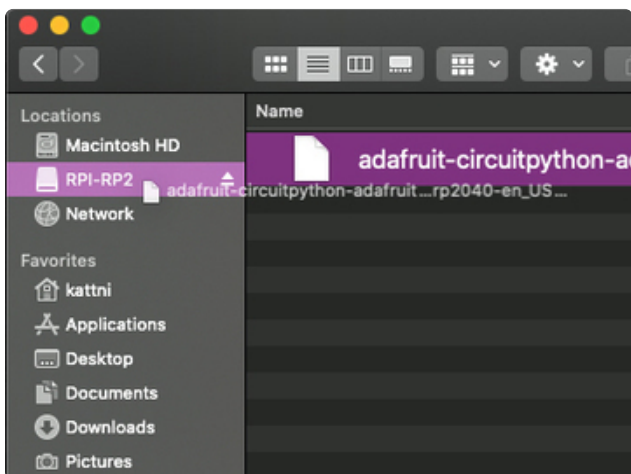 Locations
Name
Macintosh HD
adafruit-circuitpython-a
RPI-RP2
adafruit-circuitpython-adafruit...rp2040-en_US...
Network
Favorites
kattni
Applications
Desktop
Documents
Downloads
Pictures